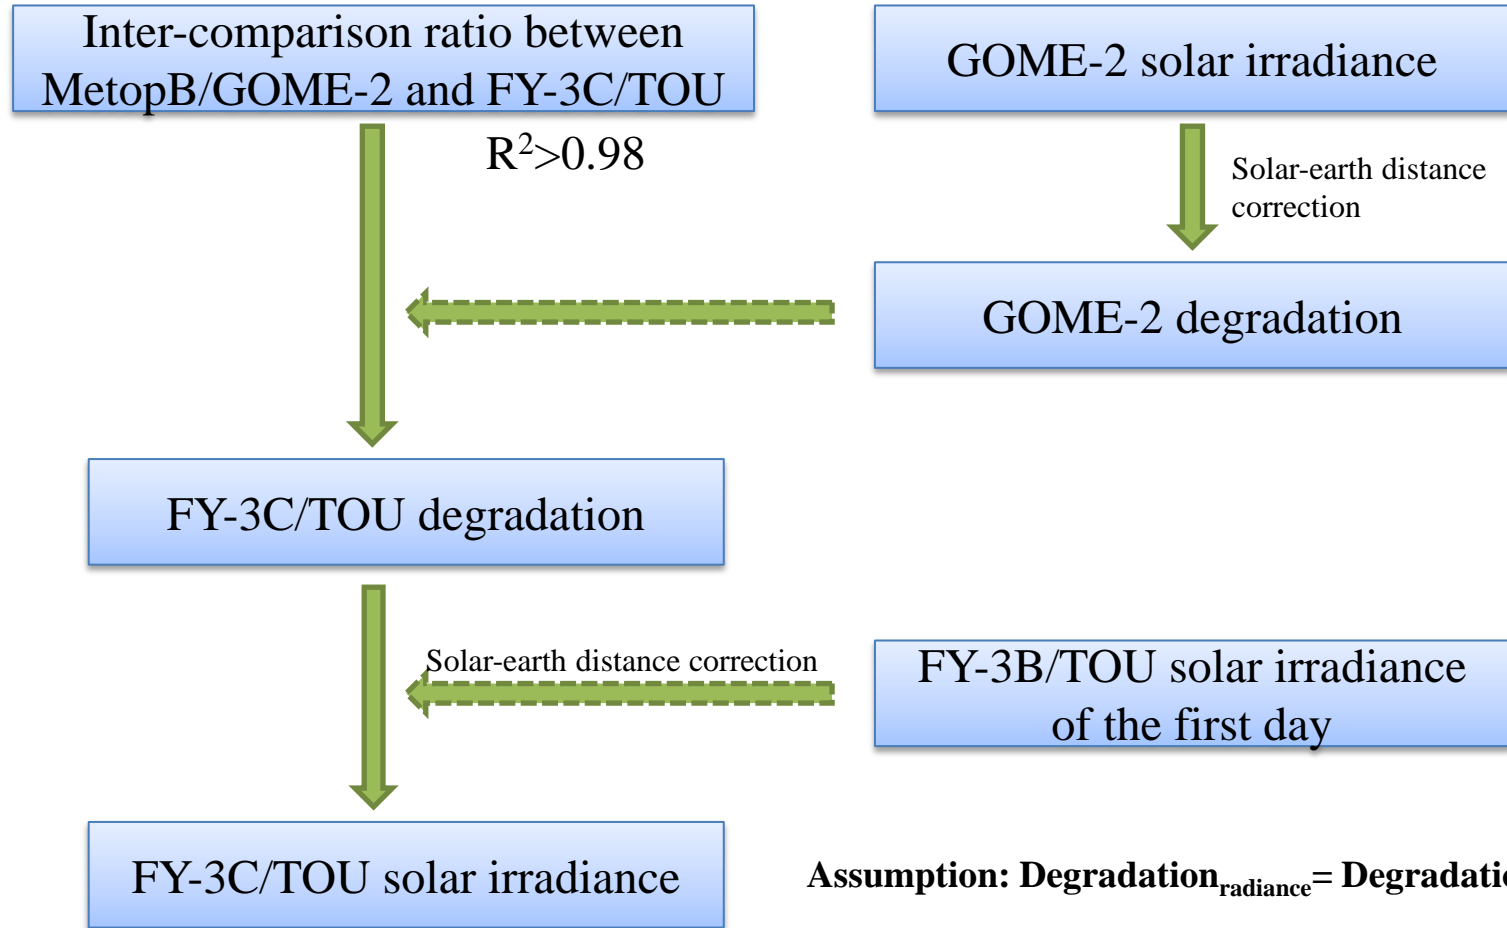 Inter-comparison ratio between
MetopB/GOME-2 and FY-3C/TOU
R²>0.98
GOME-2 solar irradiance
Solar-earth distance
correction
GOME-2 degradation
FY-3C/TOU degradation
Solar-earth distance correction
FY-3B/TOU solar irradiance
of the first day
FY-3C/TOU solar irradiance
Assumption: Degradation_radiance=